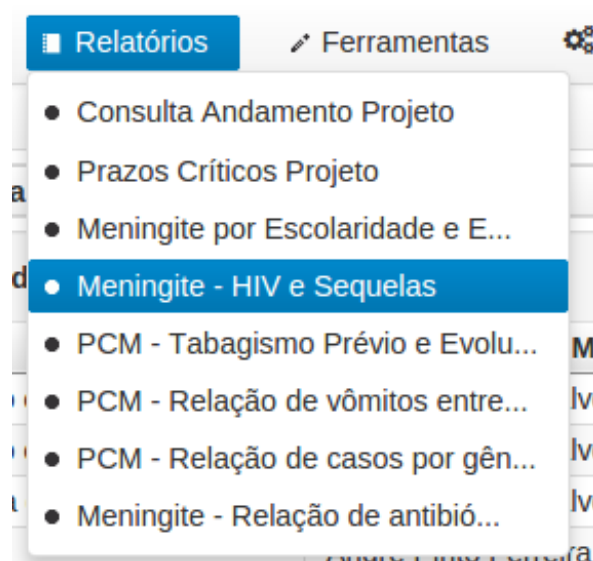 Relatórios Ferramentas
Consulta Andamento Projeto
Prazos Críticos Projeto
Meningite por Escolaridade e E...
Meningite - HIV e Sequelas
PCM - Tabagismo Prévio e Evolu...
PCM - Relação de vômitos entre...
PCM - Relação de casos por gên...
Meningite - Relação de antibió...